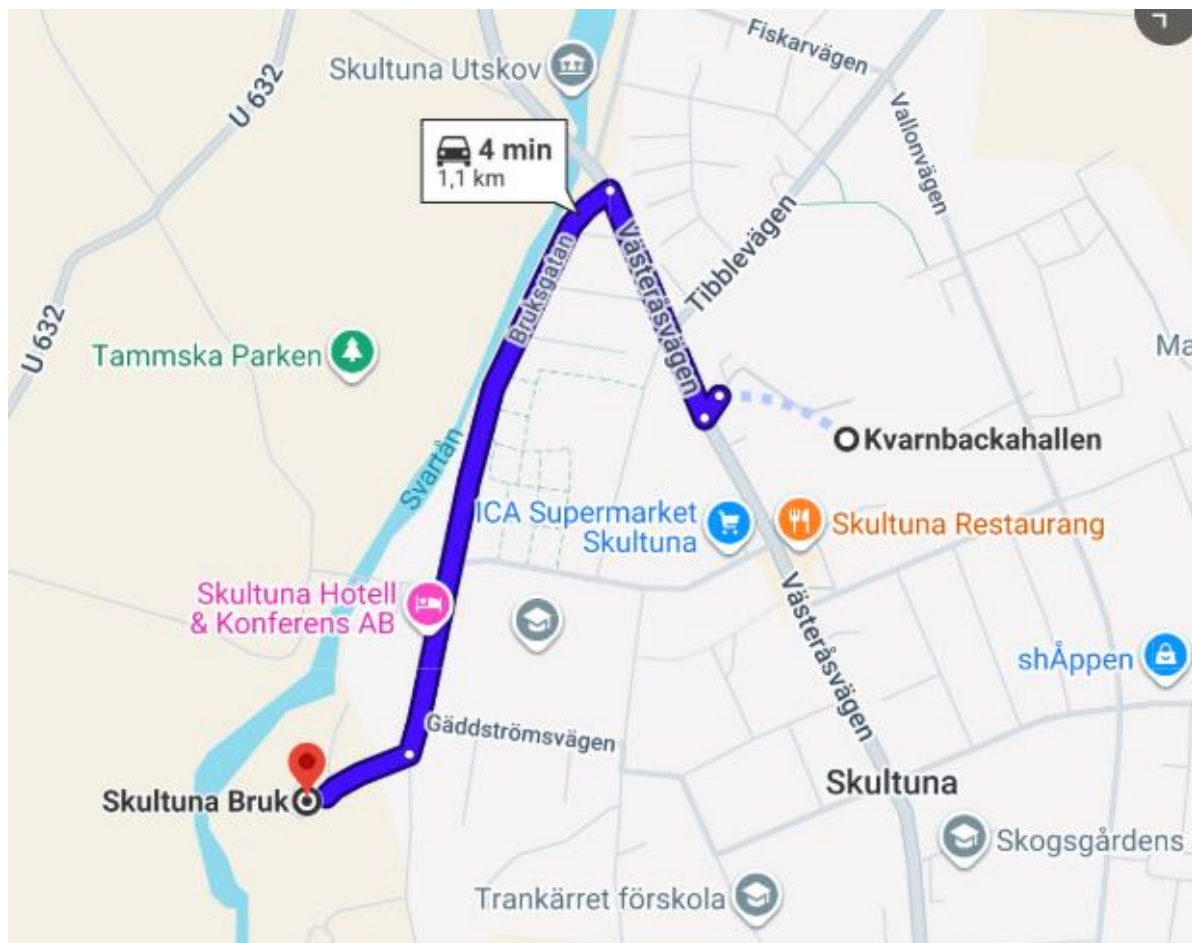 Fiskarvägen
Skultuna Utskov
U 632
Vallonvägen
4 min
1,1 km
Tibblevägen
Västeråsvägen
Bruksgatan
U 632
Tammska Parken
Ma
Kvarnbackahallen
Svartån
ICA Supermarket
Skultuna
Skultuna Restaurang
Skultuna Hotell
& Konferens AB
Västeråsvägen
shÅppen
Gäddströmsvägen
Skultuna
Skultuna Bruk
Skogsgårdens
Trankärret förskola